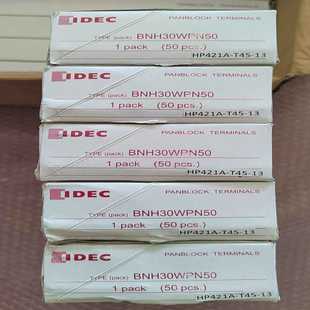 IDEC PANBLOCK TERMINALS
TYPE (pack) BNH30WPN50
1 pack (50 pcs.)
HP421A-T45-13
IDEC PANBLOCK TERMINALS
TYPE (pack) BNH30WPN50
1 pack (50 pcs.)
HP421A-T45-13
IDEC PANBLOCK TERMINALS
TYPE (pack) BNH30WPN50
1 pack (50 pcs.)
HP421A-T45-13
IDEC PANBLOCK TERMINALS
TYPE (pack) BNH30WPN50
1 pack (50 pcs.)
HP421A-T45-13
IDEC PANBLOCK TERMINALS
TYPE (pack) BNH30WPN50
1 pack (50 pcs.)
HP421A-T45-13